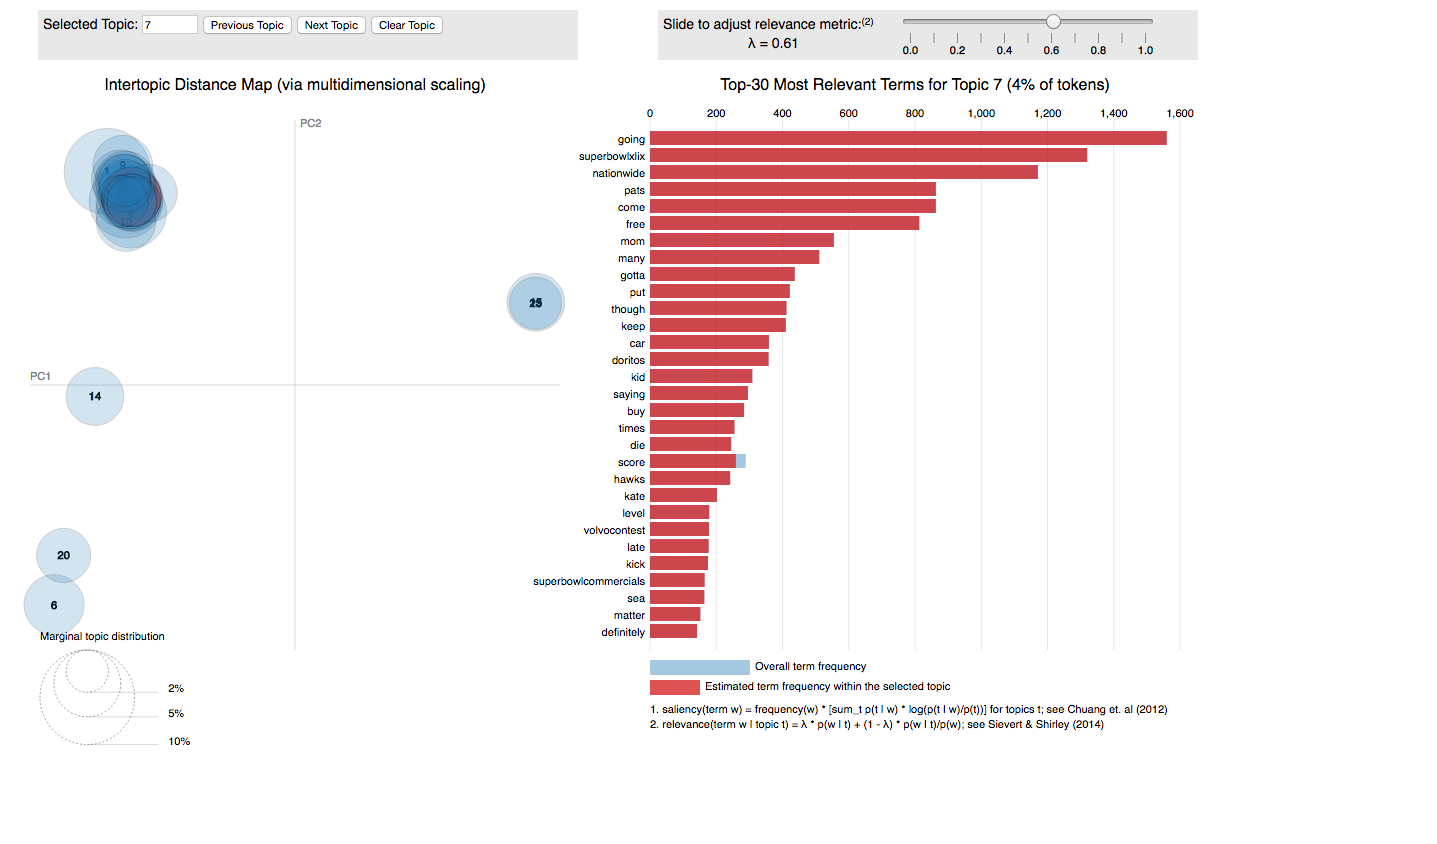 Selected Topic: 7 Previous Topic Next Topic Clear Topic
Slide to adjust relevance metric:(2)
λ = 0.61
0.0 0.2 0.4 0.6 0.8 1.0
Intertopic Distance Map (via multidimensional scaling)
PC2
PC1
1
14
20
6
Marginal topic distribution
2%
5%
10%
Top-30 Most Relevant Terms for Topic 7 (4% of tokens)
0 200 400 600 800 1,000 1,200 1,400 1,600
going
superbowlxlix
nationwide
pats
come
free
mom
many
gotta
put
though
keep
car
doritos
kid
saying
buy
times
die
score
hawks
kate
level
volvocontest
late
kick
superbowlcommercials
sea
matter
definitely
Overall term frequency
Estimated term frequency within the selected topic
1. saliency(term w) = frequency(w) * [sum_t p(t | w) * log(p(t | w)/p(t))] for topics t; see Chuang et. al (2012)
2. relevance(term w | topic t) = λ * p(w | t) + (1 - λ) * p(w | t)/p(w); see Sievert & Shirley (2014)